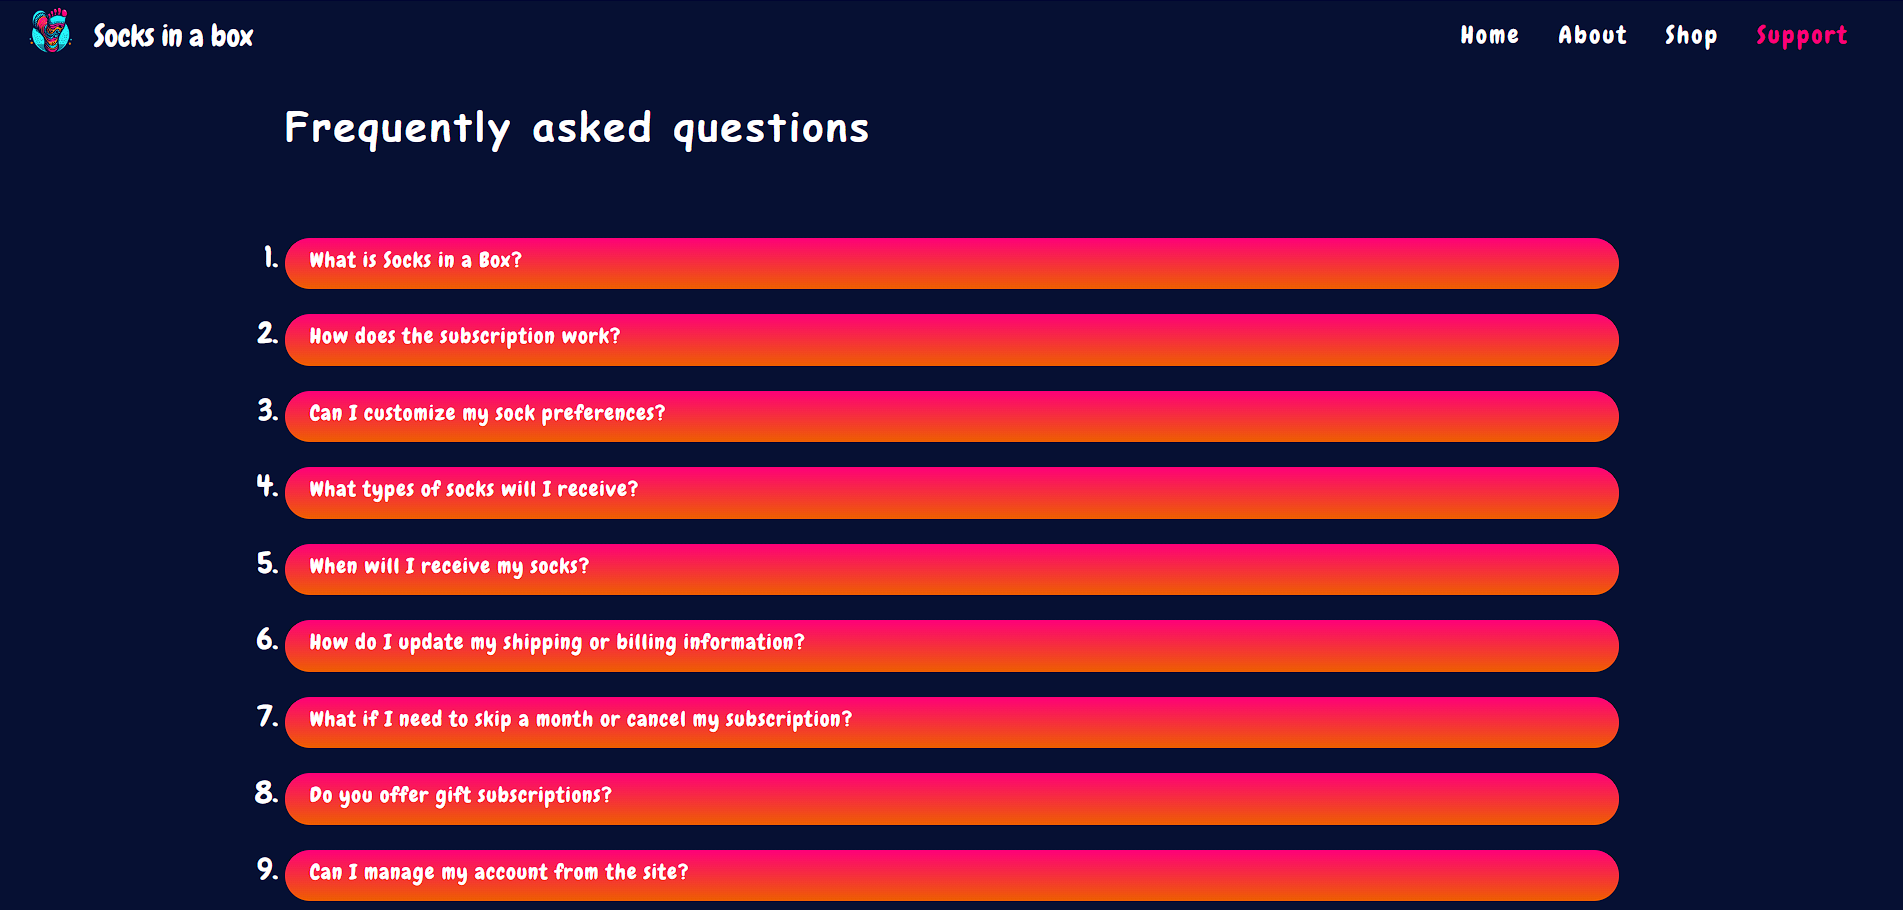 Socks in a box
Home About Shop Support
Frequently asked questions
1. What is Socks in a Box?
2. How does the subscription work?
3. Can I customize my sock preferences?
4. What types of socks will I receive?
5. When will I receive my socks?
6. How do I update my shipping or billing information?
7. What if I need to skip a month or cancel my subscription?
8. Do you offer gift subscriptions?
9. Can I manage my account from the site?